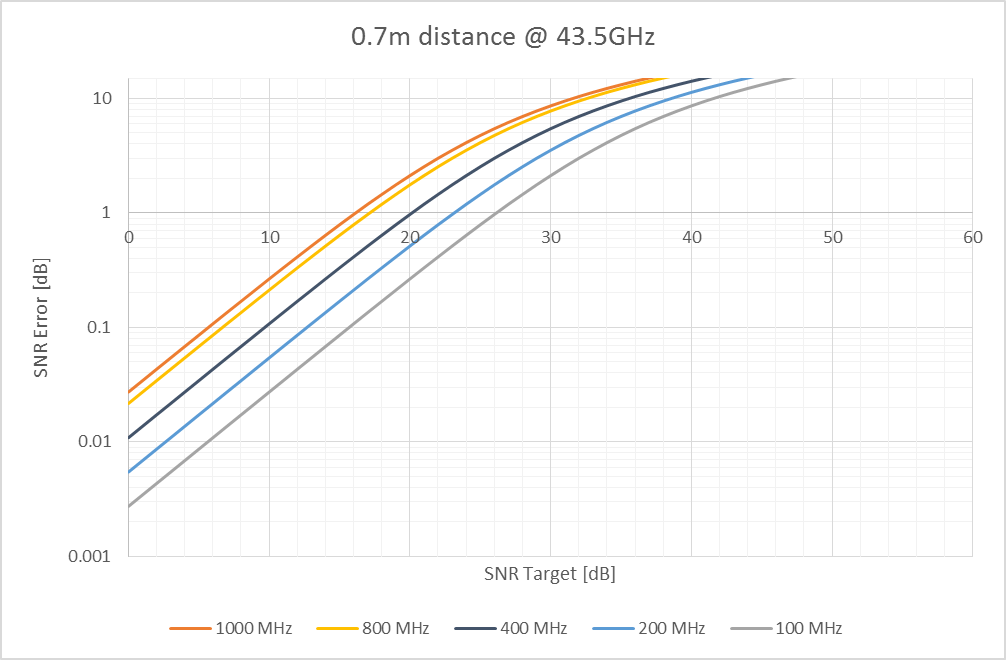 0.7m distance @ 43.5GHz
10
1
0 10 20 30 40 50 60
0.1
0.01
0.001
SNR Error [dB]
SNR Target [dB]
1000 MHz 800 MHz 400 MHz 200 MHz 100 MHz